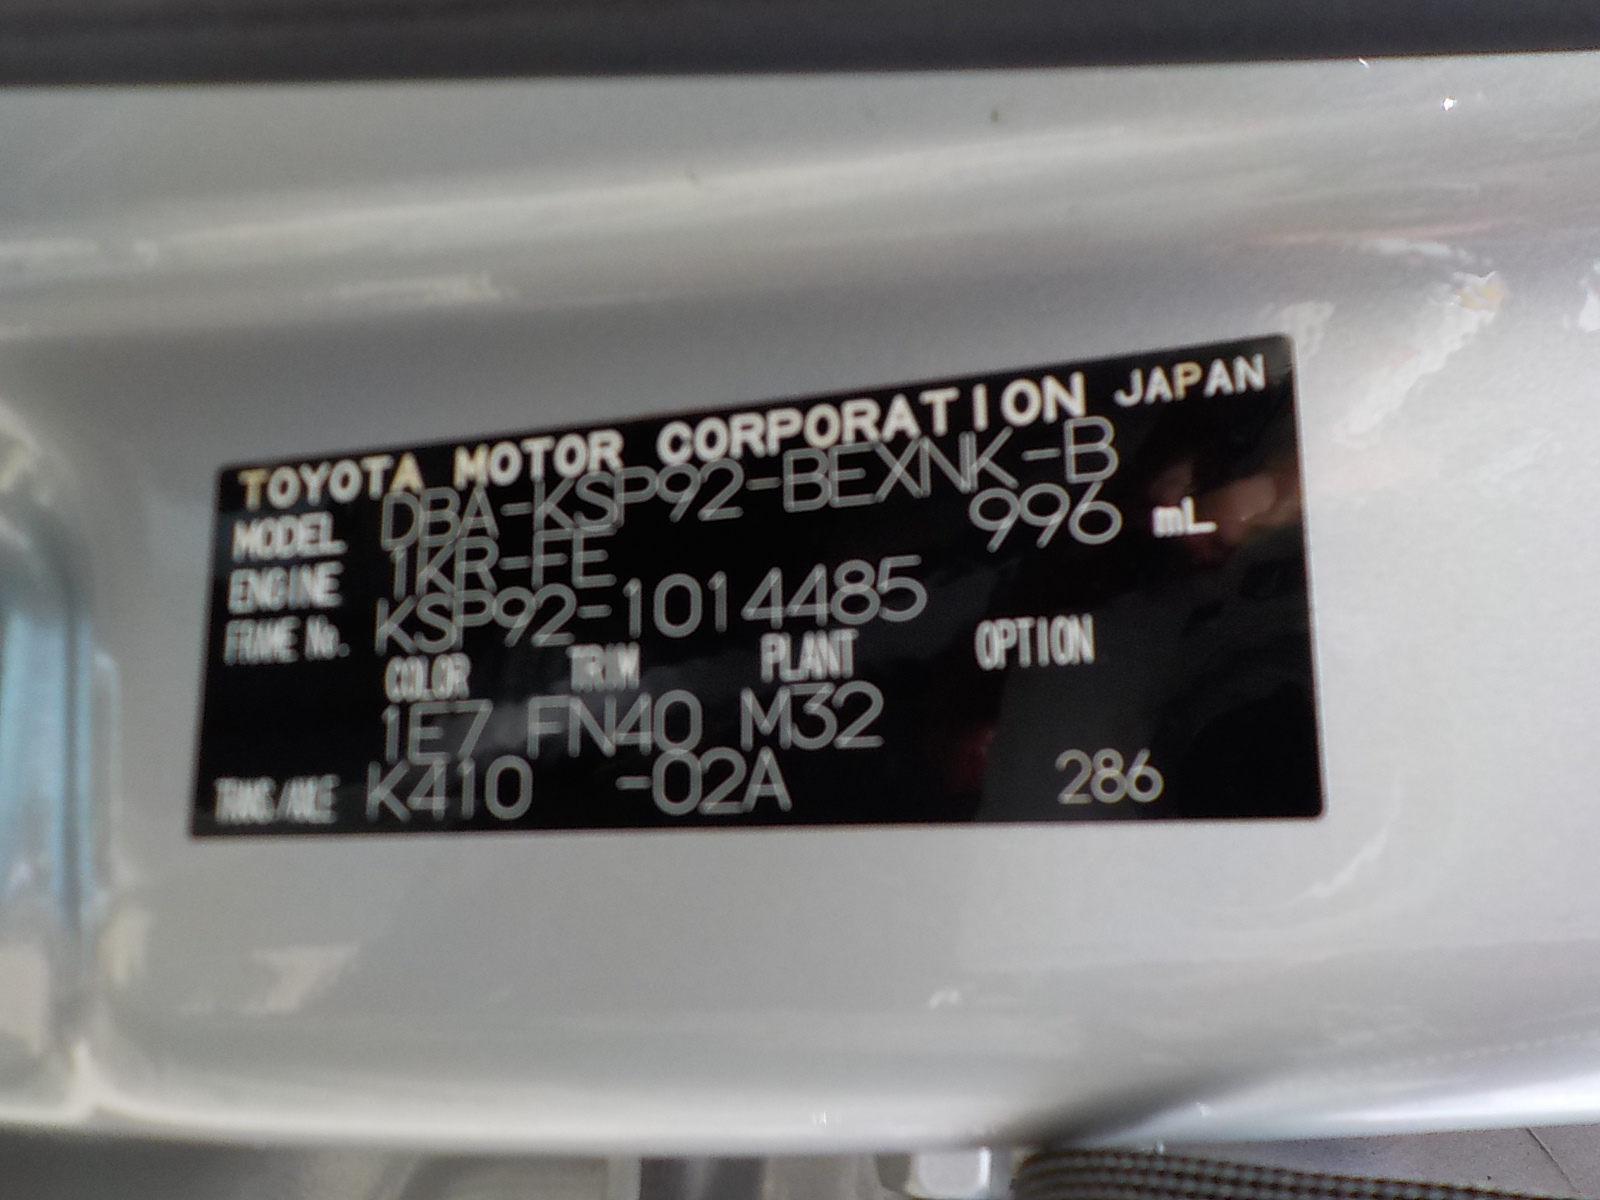 TOYOTA MOTOR CORPORATION JAPAN
MODEL DBA-KSP92-BEXNK-B
ENGINE 1KR-FE 996 mL
FRAME No. KSP92-1014485
COLOR TRIM PLANT OPTION
1E7 FN40 M32
TRANS/AXLE K410 -02A 286